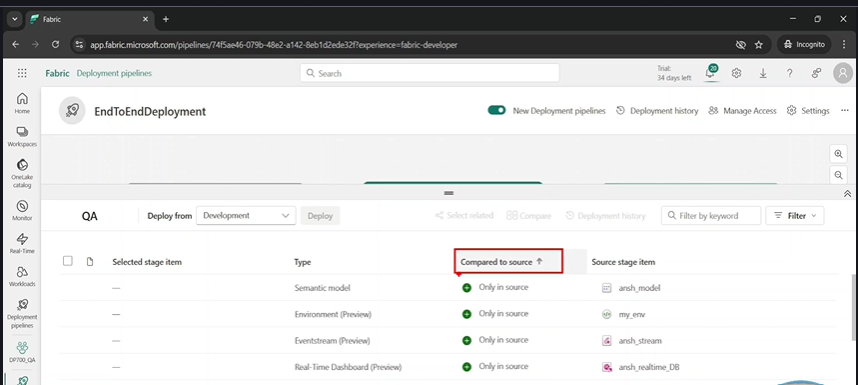 Fabric
app.fabric.microsoft.com/pipelines/74f5ae46-079b-48e2-a142-8eb1d2ede32f?experience=fabric-developer
Incognito
Fabric Deployment pipelines
Search
Trial:
34 days left
20
Home
Workspaces
OneLake
catalog
Monitor
Real-Time
Workloads
Deployment
pipelines
DP700_QA
EndToEndDeployment
New Deployment pipelines
Deployment history
Manage Access
Settings
QA
Deploy from
Development
Deploy
Select related
Compare
Deployment history
Filter by keyword
Filter
Selected stage item Type Compared to source Source stage item
— Semantic model Only in source ansh_model
— Environment (Preview) Only in source my_env
— Eventstream (Preview) Only in source ansh_stream
— Real-Time Dashboard (Preview) Only in source ansh_realtime_DB